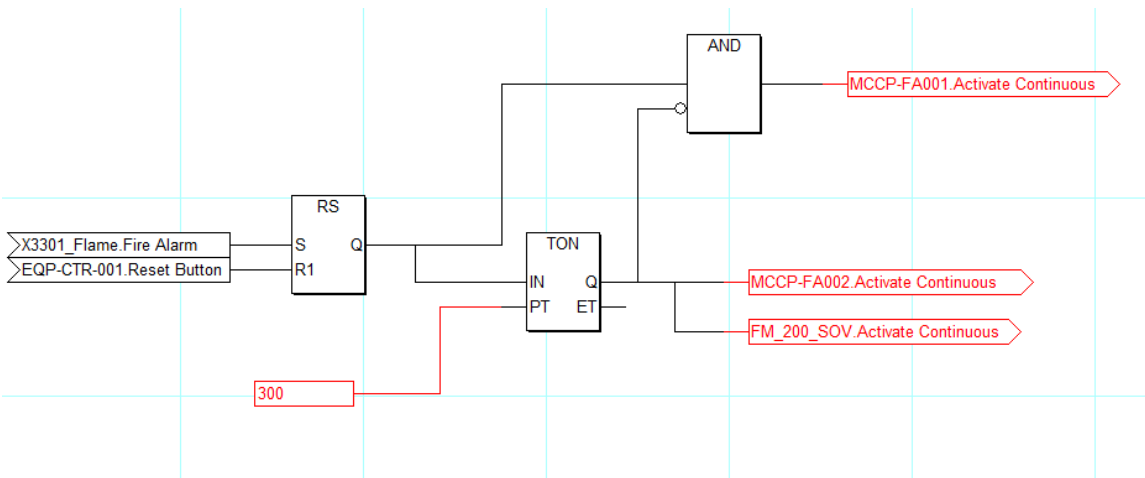 AND
MCCP-FA001.Activate Continuous
RS
X3301_Flame.Fire Alarm
S Q
EQP-CTR-001.Reset Button
R1
TON
IN Q
MCCP-FA002.Activate Continuous
PT ET
FM_200_SOV.Activate Continuous
300